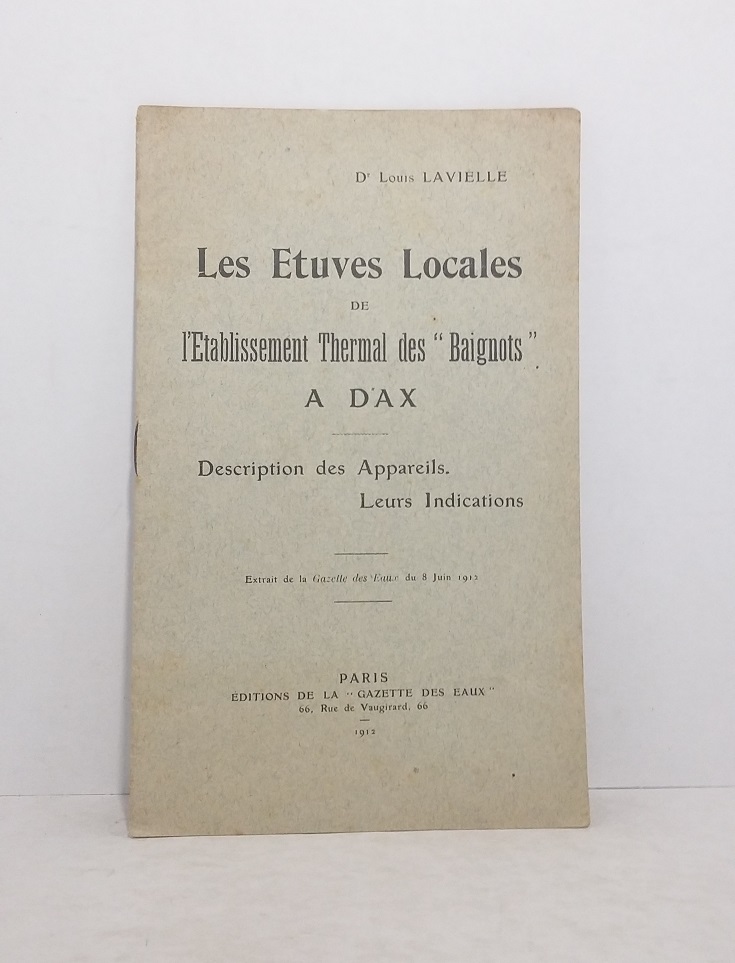 Dr Louis LAVIELLE
Les Etuves Locales
DE
l'Etablissement Thermal des "Baignots"
A DAX
Description des Appareils.
Leurs Indications
Extrait de la Gazette des Eaux du 8 Juin 1912
PARIS
EDITIONS DE LA "GAZETTE DES EAUX"
66, Rue de Vaugirard, 66
1912